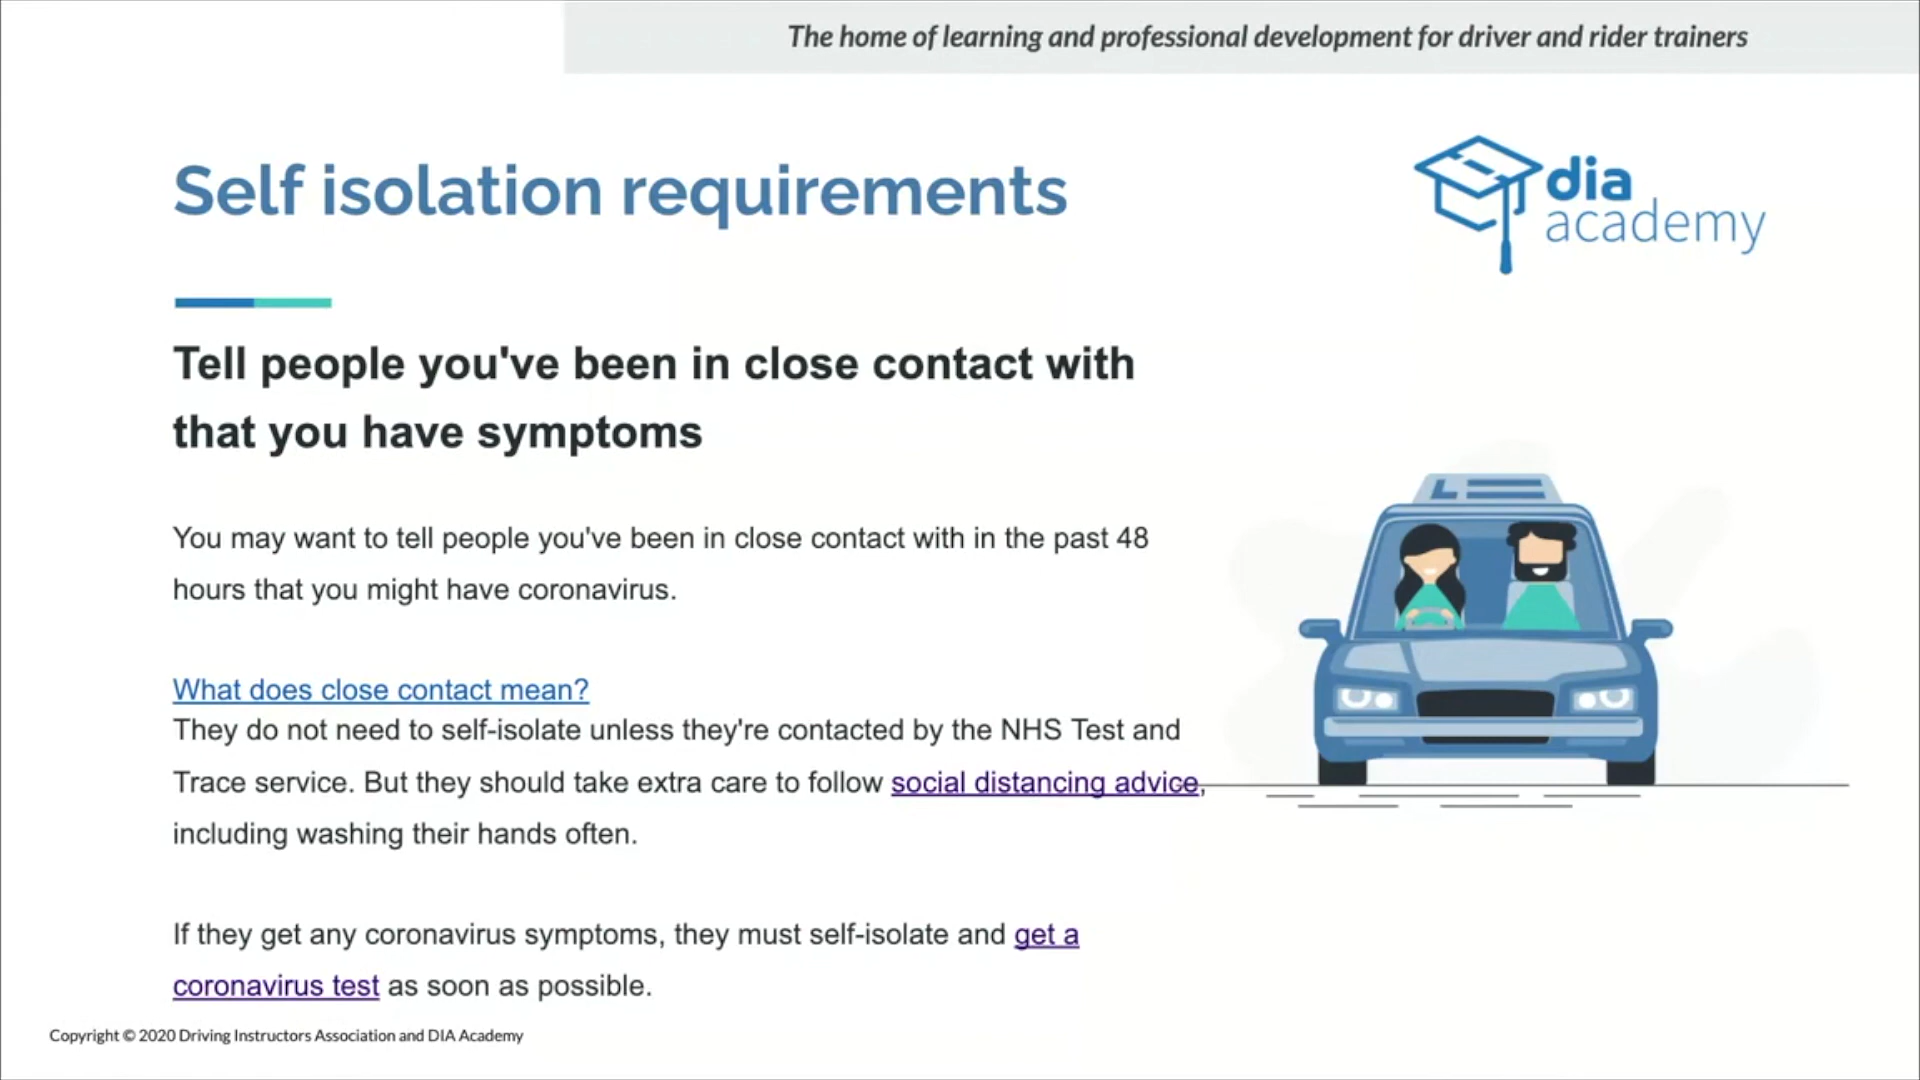 The home of learning and professional development for driver and rider trainers
Self isolation requirements
dia
academy
Tell people you've been in close contact with
that you have symptoms
You may want to tell people you've been in close contact with in the past 48
hours that you might have coronavirus.
What does close contact mean?
They do not need to self-isolate unless they're contacted by the NHS Test and
Trace service. But they should take extra care to follow social distancing advice,
including washing their hands often.
If they get any coronavirus symptoms, they must self-isolate and get a
coronavirus test as soon as possible.
Copyright © 2020 Driving Instructors Association and DIA Academy